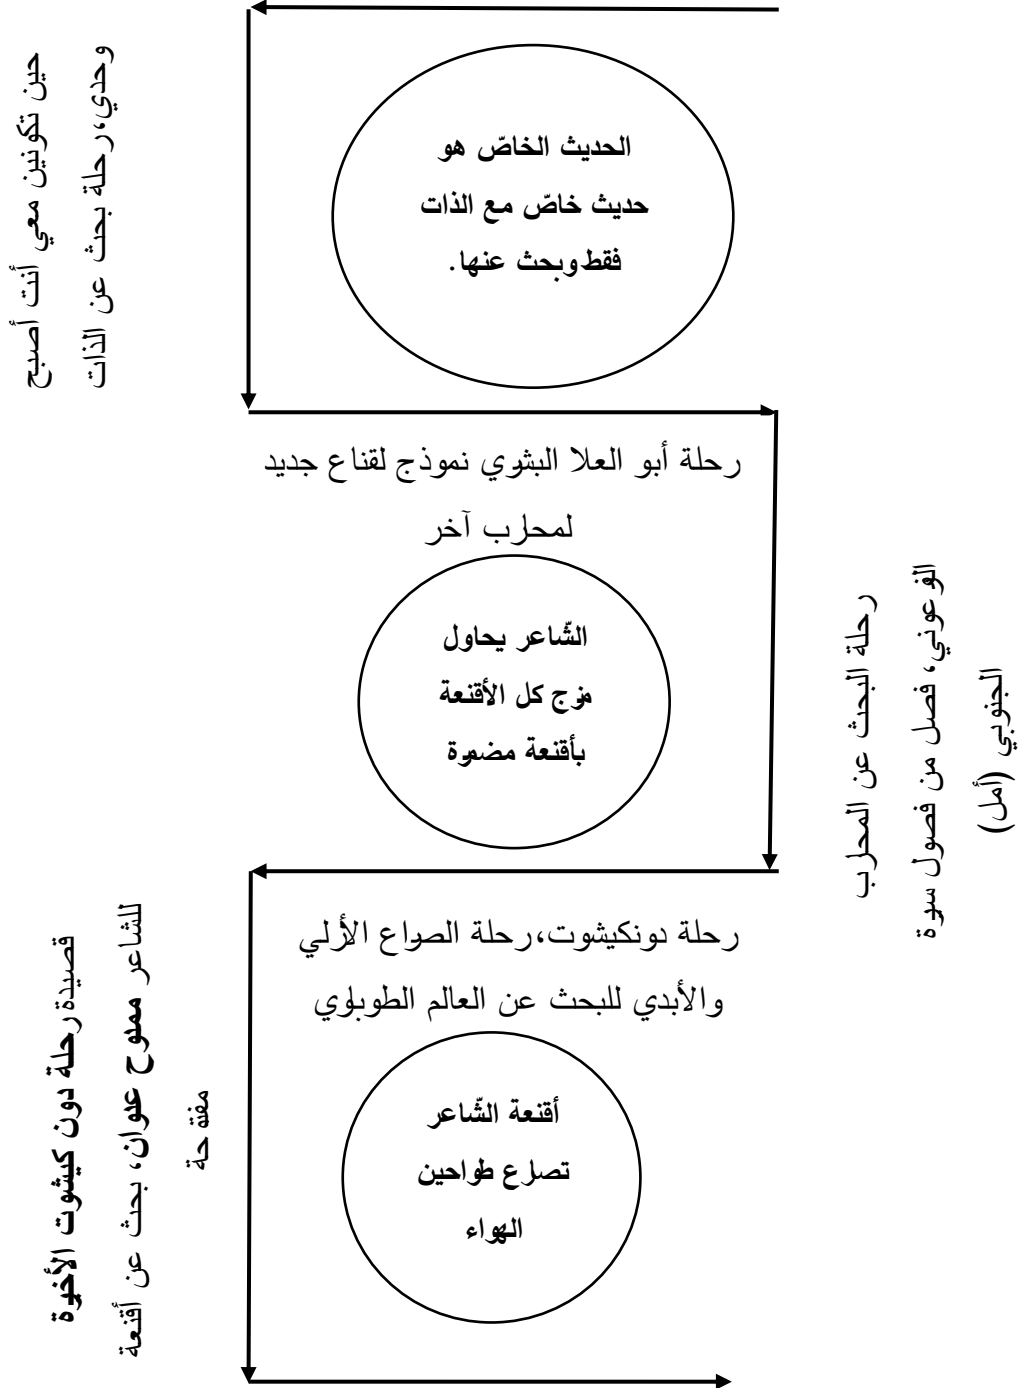 حين تكونين معي أنت أصبح
وحدي،رحلة بحث عن الذات
الحديث الخاصّ هو
حديث خاصّ مع الذات
فقط وبحث عنها.
رحلة أبو العلا البشري نموذج لقناع جديد
لمحارب آخر
الشّاعر يحاول
مزج كل الأقنعة
بأقنعة مضمرة
رحلة البحث عن المحارب
الفرعوني، فصل من فصول سيرة
الجنوبي (أمل)
رحلة دونكيشوت،رحلة الصراع الأزلي
والأبدي للبحث عن العالم الطوباوي
أقنعة الشّاعر
تصارع طواحين
الهواء
قصيدة رحلة دون كيشوت الأخيرة
للشاعر ممدوح عدوان، بحث عن أقنعة
مفتوحة